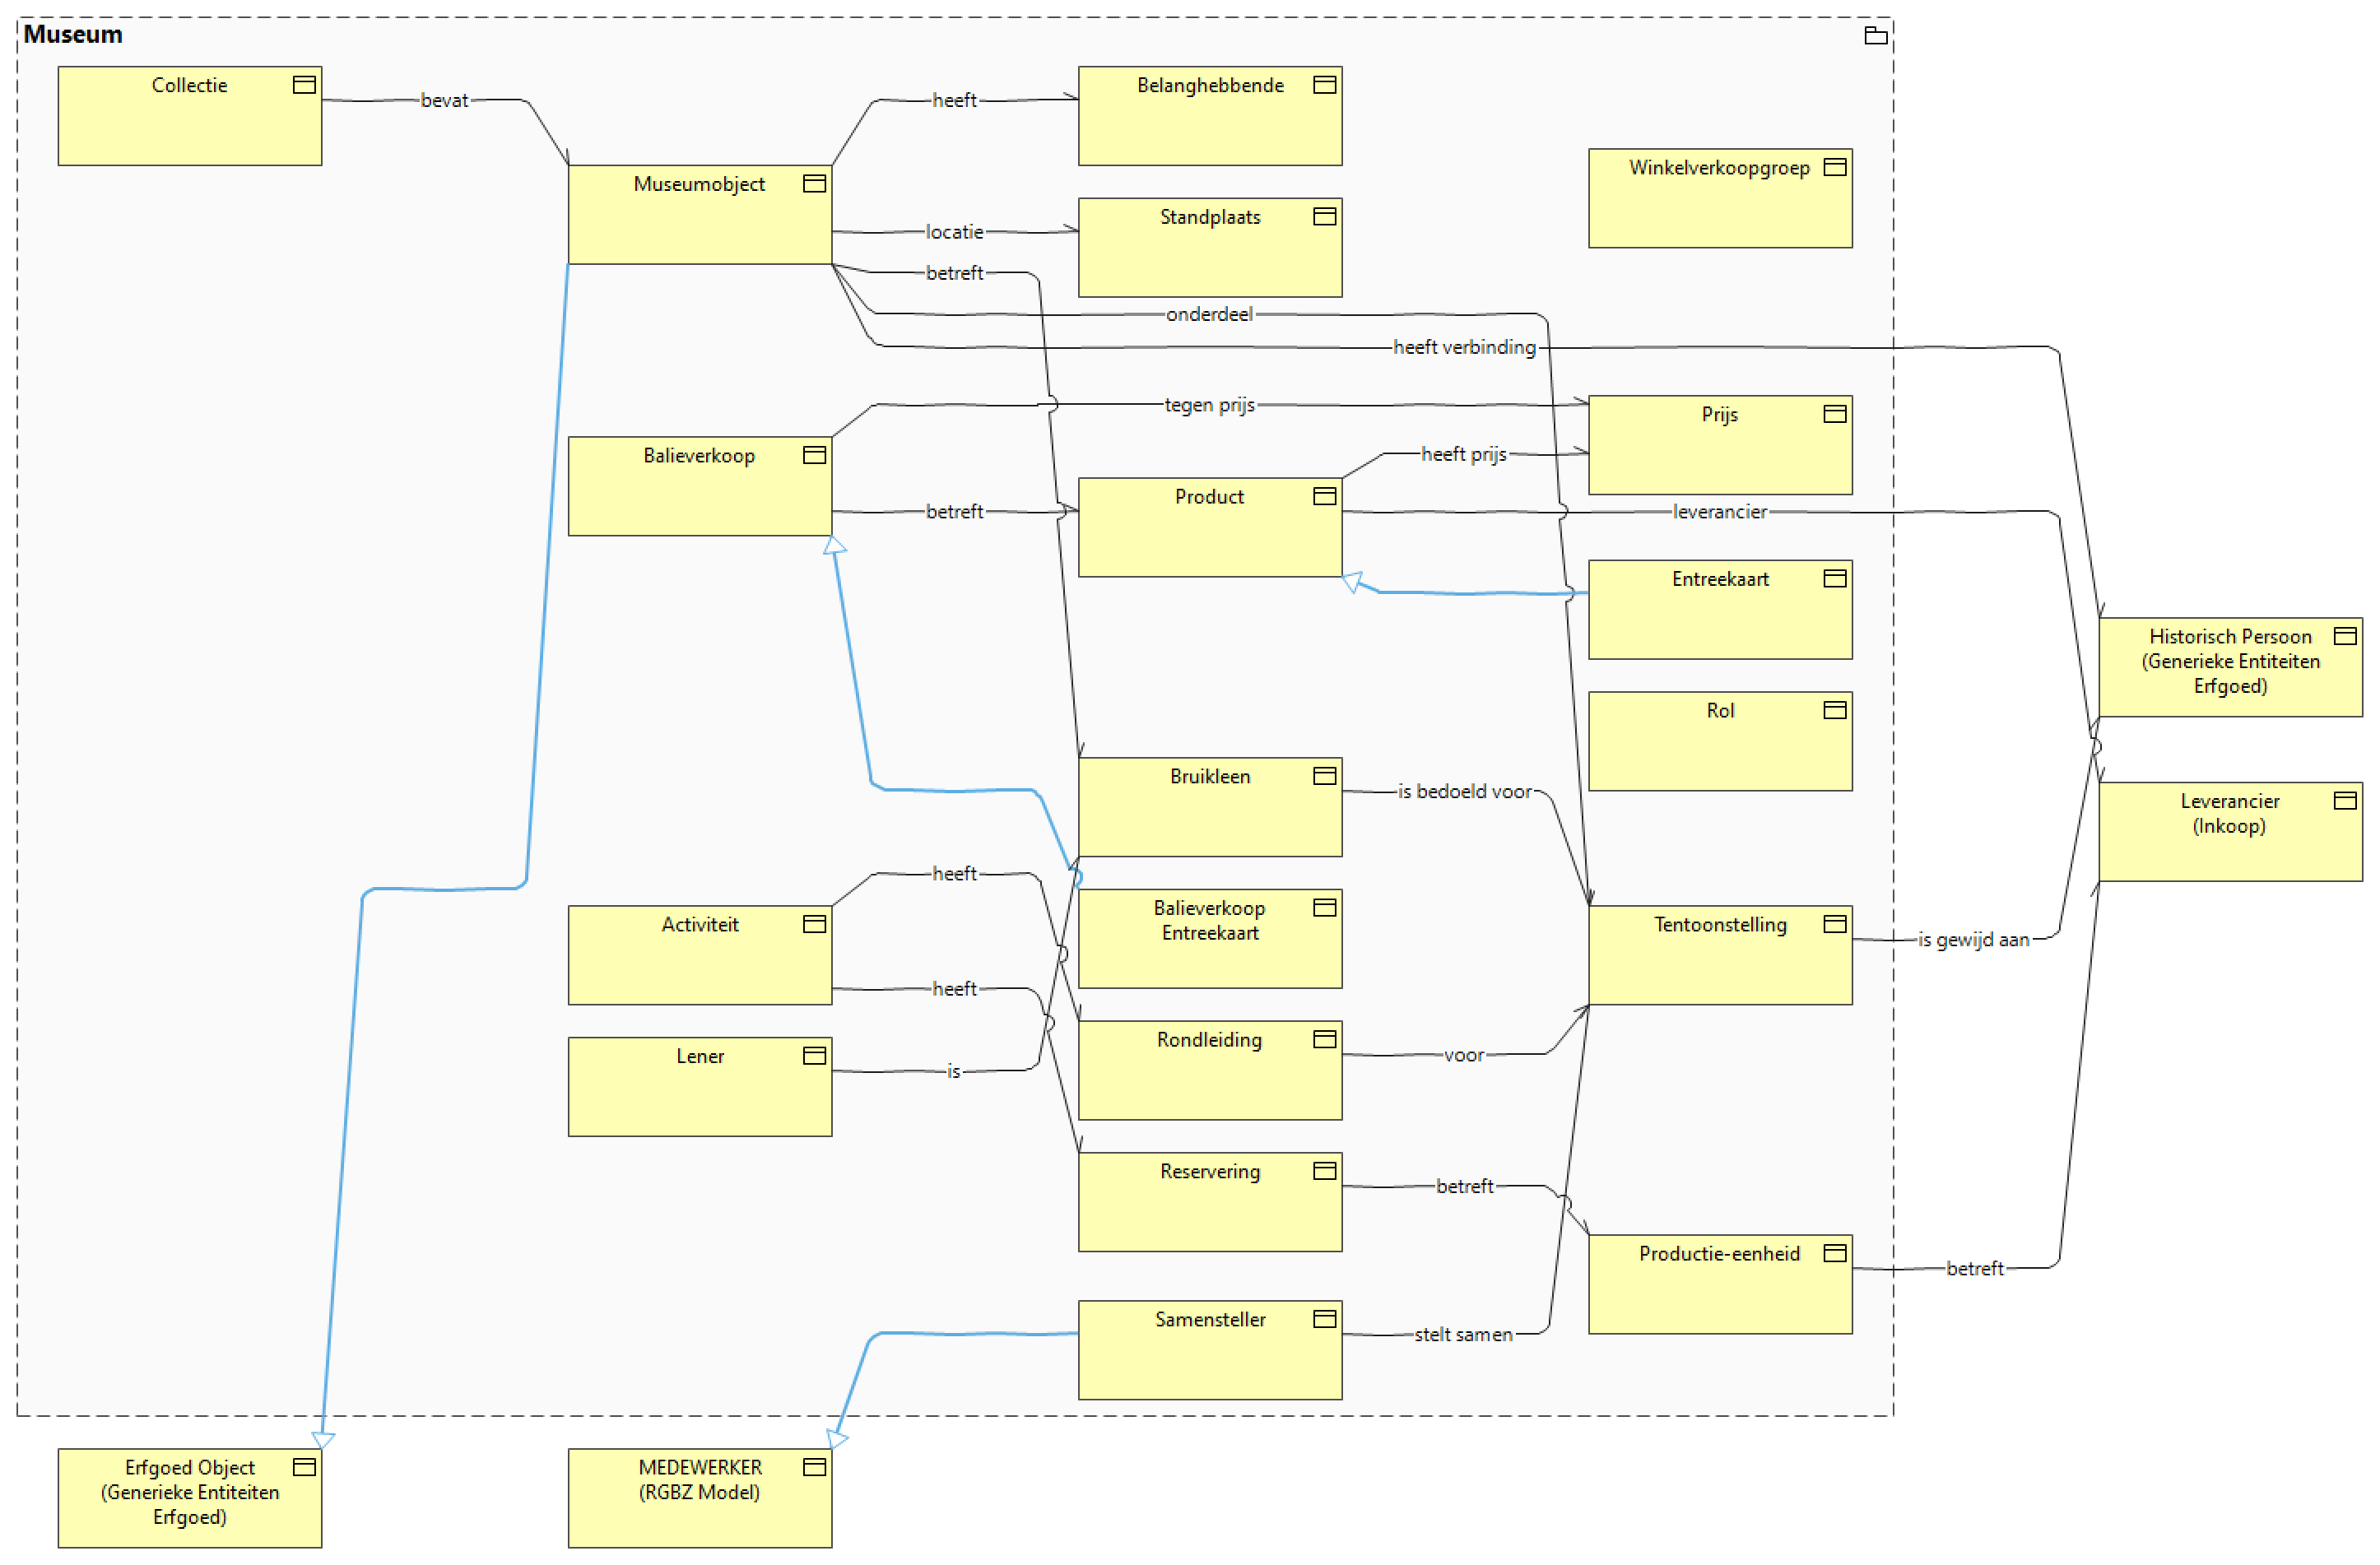 Museum
Collectie
bevat
Museumobject
heeft
Belanghebbende
Winkelverkoopgroep
locatie
Standplaats
betreft
onderdeel
heeft verbinding
tegen prijs
Prijs
Balieverkoop
heeft prijs
betreft
Product
leverancier
Entreekaart
Historisch Persoon
(Generieke Entiteiten
Erfgoed)
Rol
Bruikleen
is bedoeld voor
Leverancier
(Inkoop)
heeft
Activiteit
Balieverkoop
Entreekaart
Tentoonstelling
is gewijd aan
heeft
Lener
is
Rondleiding
voor
Reservering
betreft
Productie-eenheid
betreft
Samensteller
stelt samen
Erfgoed Object
(Generieke Entiteiten
Erfgoed)
MEDEWERKER
(RGBZ Model)